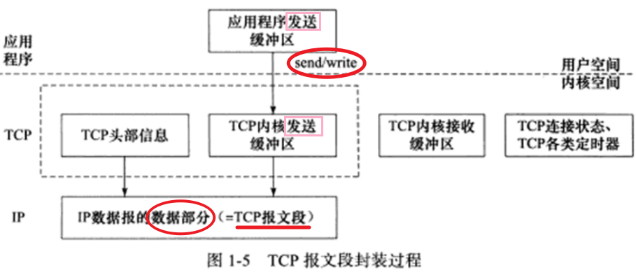 应用程序发送
缓冲区
应用
程序
send/write
用户空间
内核空间
TCP
TCP头部信息
TCP内核发送
缓冲区
TCP内核接收
缓冲区
TCP连接状态、
TCP各类定时器
IP
IP数据报的数据部分（=TCP报文段）
图 1-5 TCP 报文段封装过程